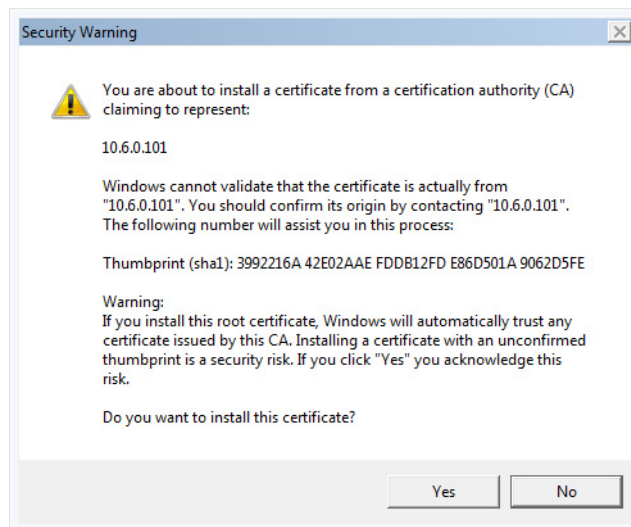 Security Warning
You are about to install a certificate from a certification authority (CA)
claiming to represent:
10.6.0.101
Windows cannot validate that the certificate is actually from
"10.6.0.101". You should confirm its origin by contacting "10.6.0.101".
The following number will assist you in this process:
Thumbprint (sha1): 3992216A 42E02AAE FDDB12FD E86D501A 9062D5FE
Warning:
If you install this root certificate, Windows will automatically trust any
certificate issued by this CA. Installing a certificate with an unconfirmed
thumbprint is a security risk. If you click "Yes" you acknowledge this
risk.
Do you want to install this certificate?
Yes No